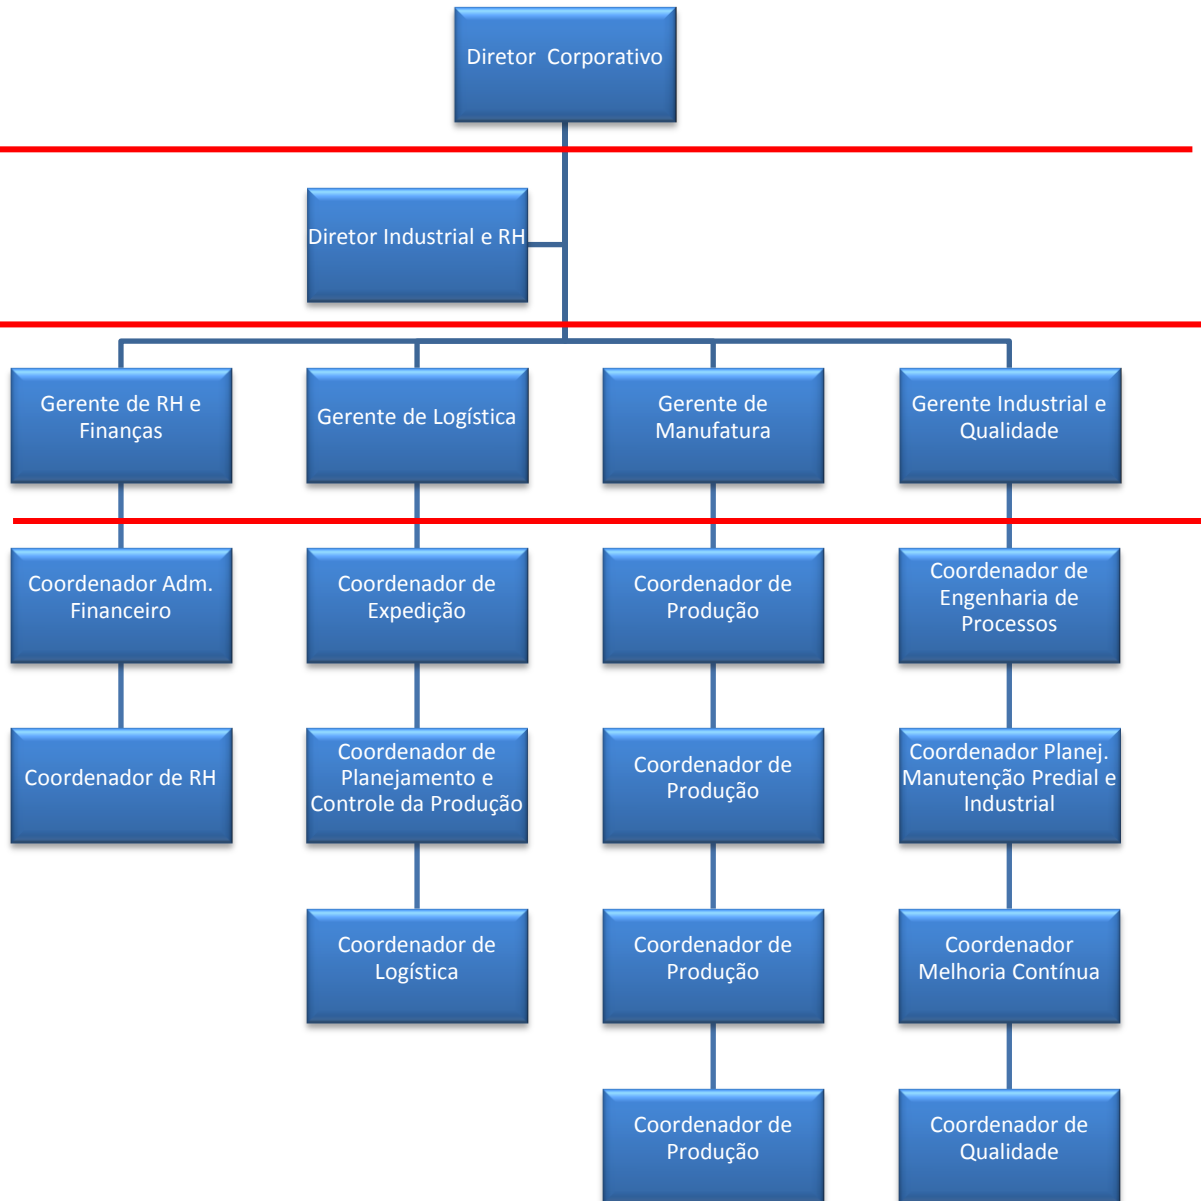 Diretor Corporativo
Diretor Industrial e RH
Gerente de RH e
Finanças
Gerente de Logística
Gerente de
Manufatura
Gerente Industrial e
Qualidade
Coordenador Adm.
Financeiro
Coordenador de
Expedição
Coordenador de
Produção
Coordenador de
Engenharia de
Processos
Coordenador de RH
Coordenador de
Planejamento e
Controle da Produção
Coordenador de
Produção
Coordenador Planej.
Manutenção Predial e
Industrial
Coordenador de
Logística
Coordenador de
Produção
Coordenador
Melhoria Contínua
Coordenador de
Produção
Coordenador de
Qualidade